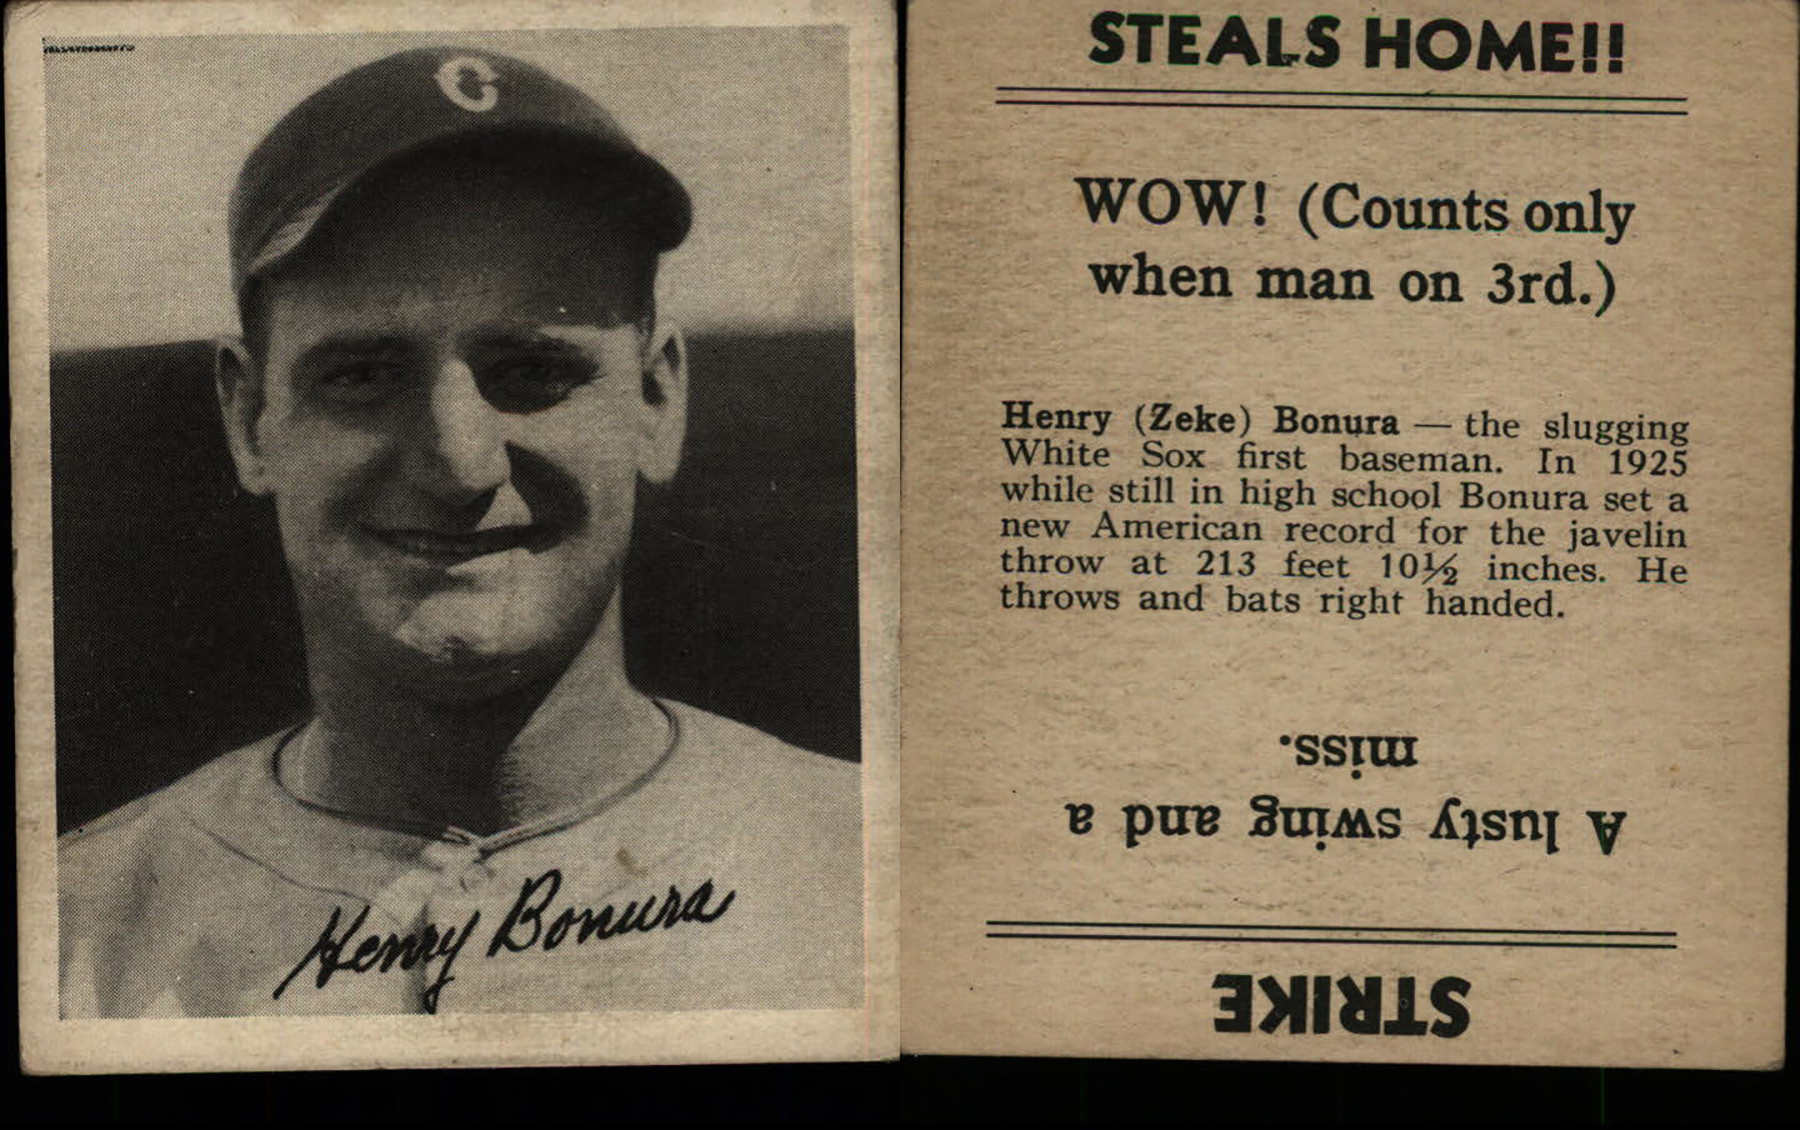 C
Henry Bonura
STEALS HOME!!
WOW! (Counts only
when man on 3rd.)
Henry (Zeke) Bonura — the slugging
White Sox first baseman. In 1925
while still in high school Bonura set a
new American record for the javelin
throw at 213 feet 10½ inches. He
throws and bats right handed.
A lusty swing and a
miss.
STRIKE